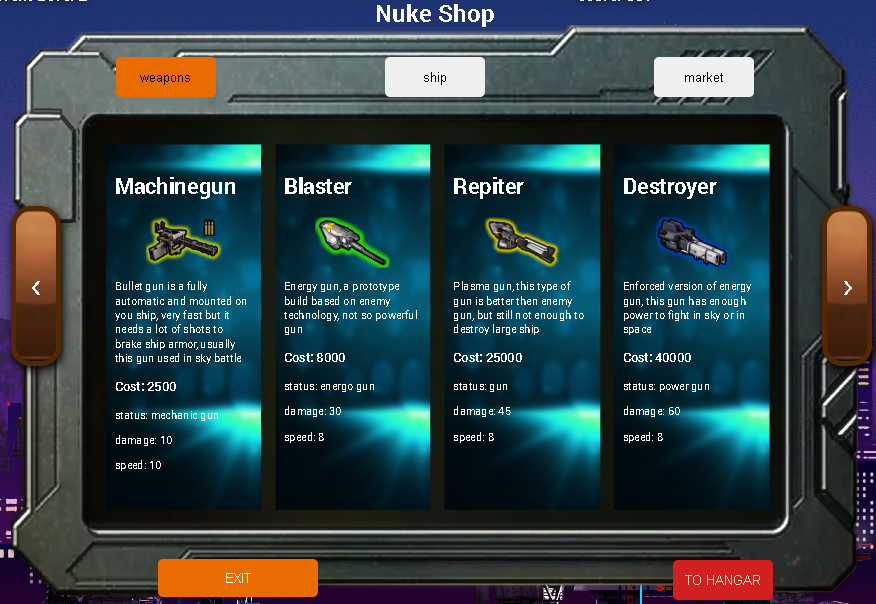 Nuke Shop
weapons
ship
market
Machinegun
Bullet gun is a fully
automatic and mounted on
you ship, very fast but it
needs a lot of shots to
brake ship armor, usually
this gun used in sky battle
Cost: 2500
status: mechanic gun
damage: 10
speed: 10
Blaster
Energy gun, a prototype
build based on enemy
technology, not so powerful
gun
Cost: 8000
status: energo gun
damage: 30
speed: 8
Repiter
Plasma gun, this type of
gun is better then enemy
gun, but still not enough to
destroy large ship
Cost: 25000
status: gun
damage: 45
speed: 8
Destroyer
Enforced version of energy
gun, this gun has enough
power to fight in sky or in
space
Cost: 40000
status: power gun
damage: 60
speed: 8
EXIT
TO HANGAR